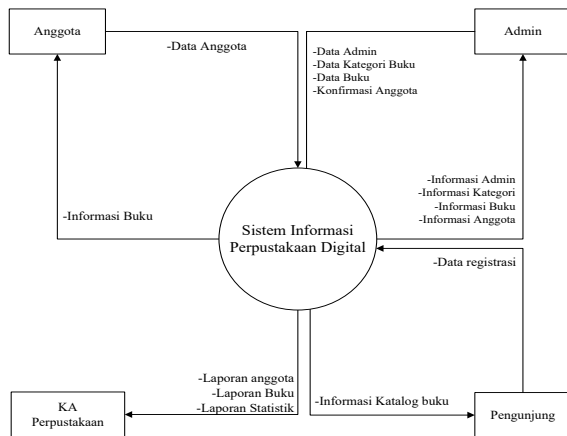 Anggota
-Data Anggota
-Data Admin
-Data Kategori Buku
-Data Buku
-Konfirmasi Anggota
Admin
-Informasi Buku
Sistem Informasi
Perpustakaan Digital
-Informasi Admin
-Informasi Kategori
-Informasi Buku
-Informasi Anggota
-Data registrasi
KA
Perpustakaan
-Laporan anggota
-Laporan Buku
-Laporan Statistik
-Informasi Katalog buku
Pengunjung